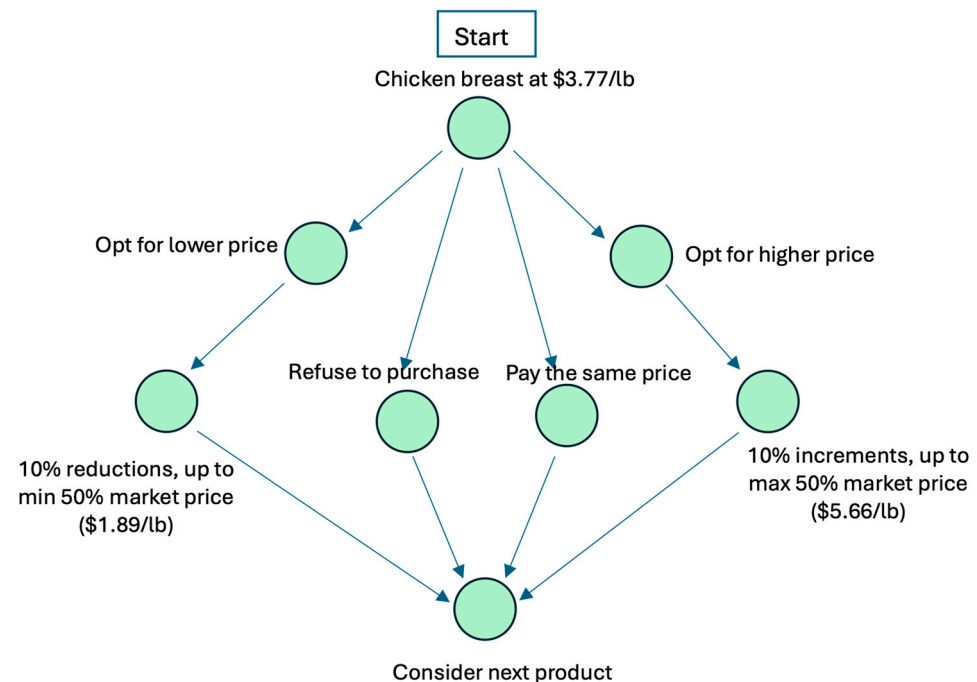 Start
Chicken breast at $3.77/lb
Opt for lower price
Opt for higher price
Refuse to purchase
Pay the same price
10% reductions, up to
min 50% market price
($1.89/lb)
10% increments, up to
max 50% market price
($5.66/lb)
Consider next product